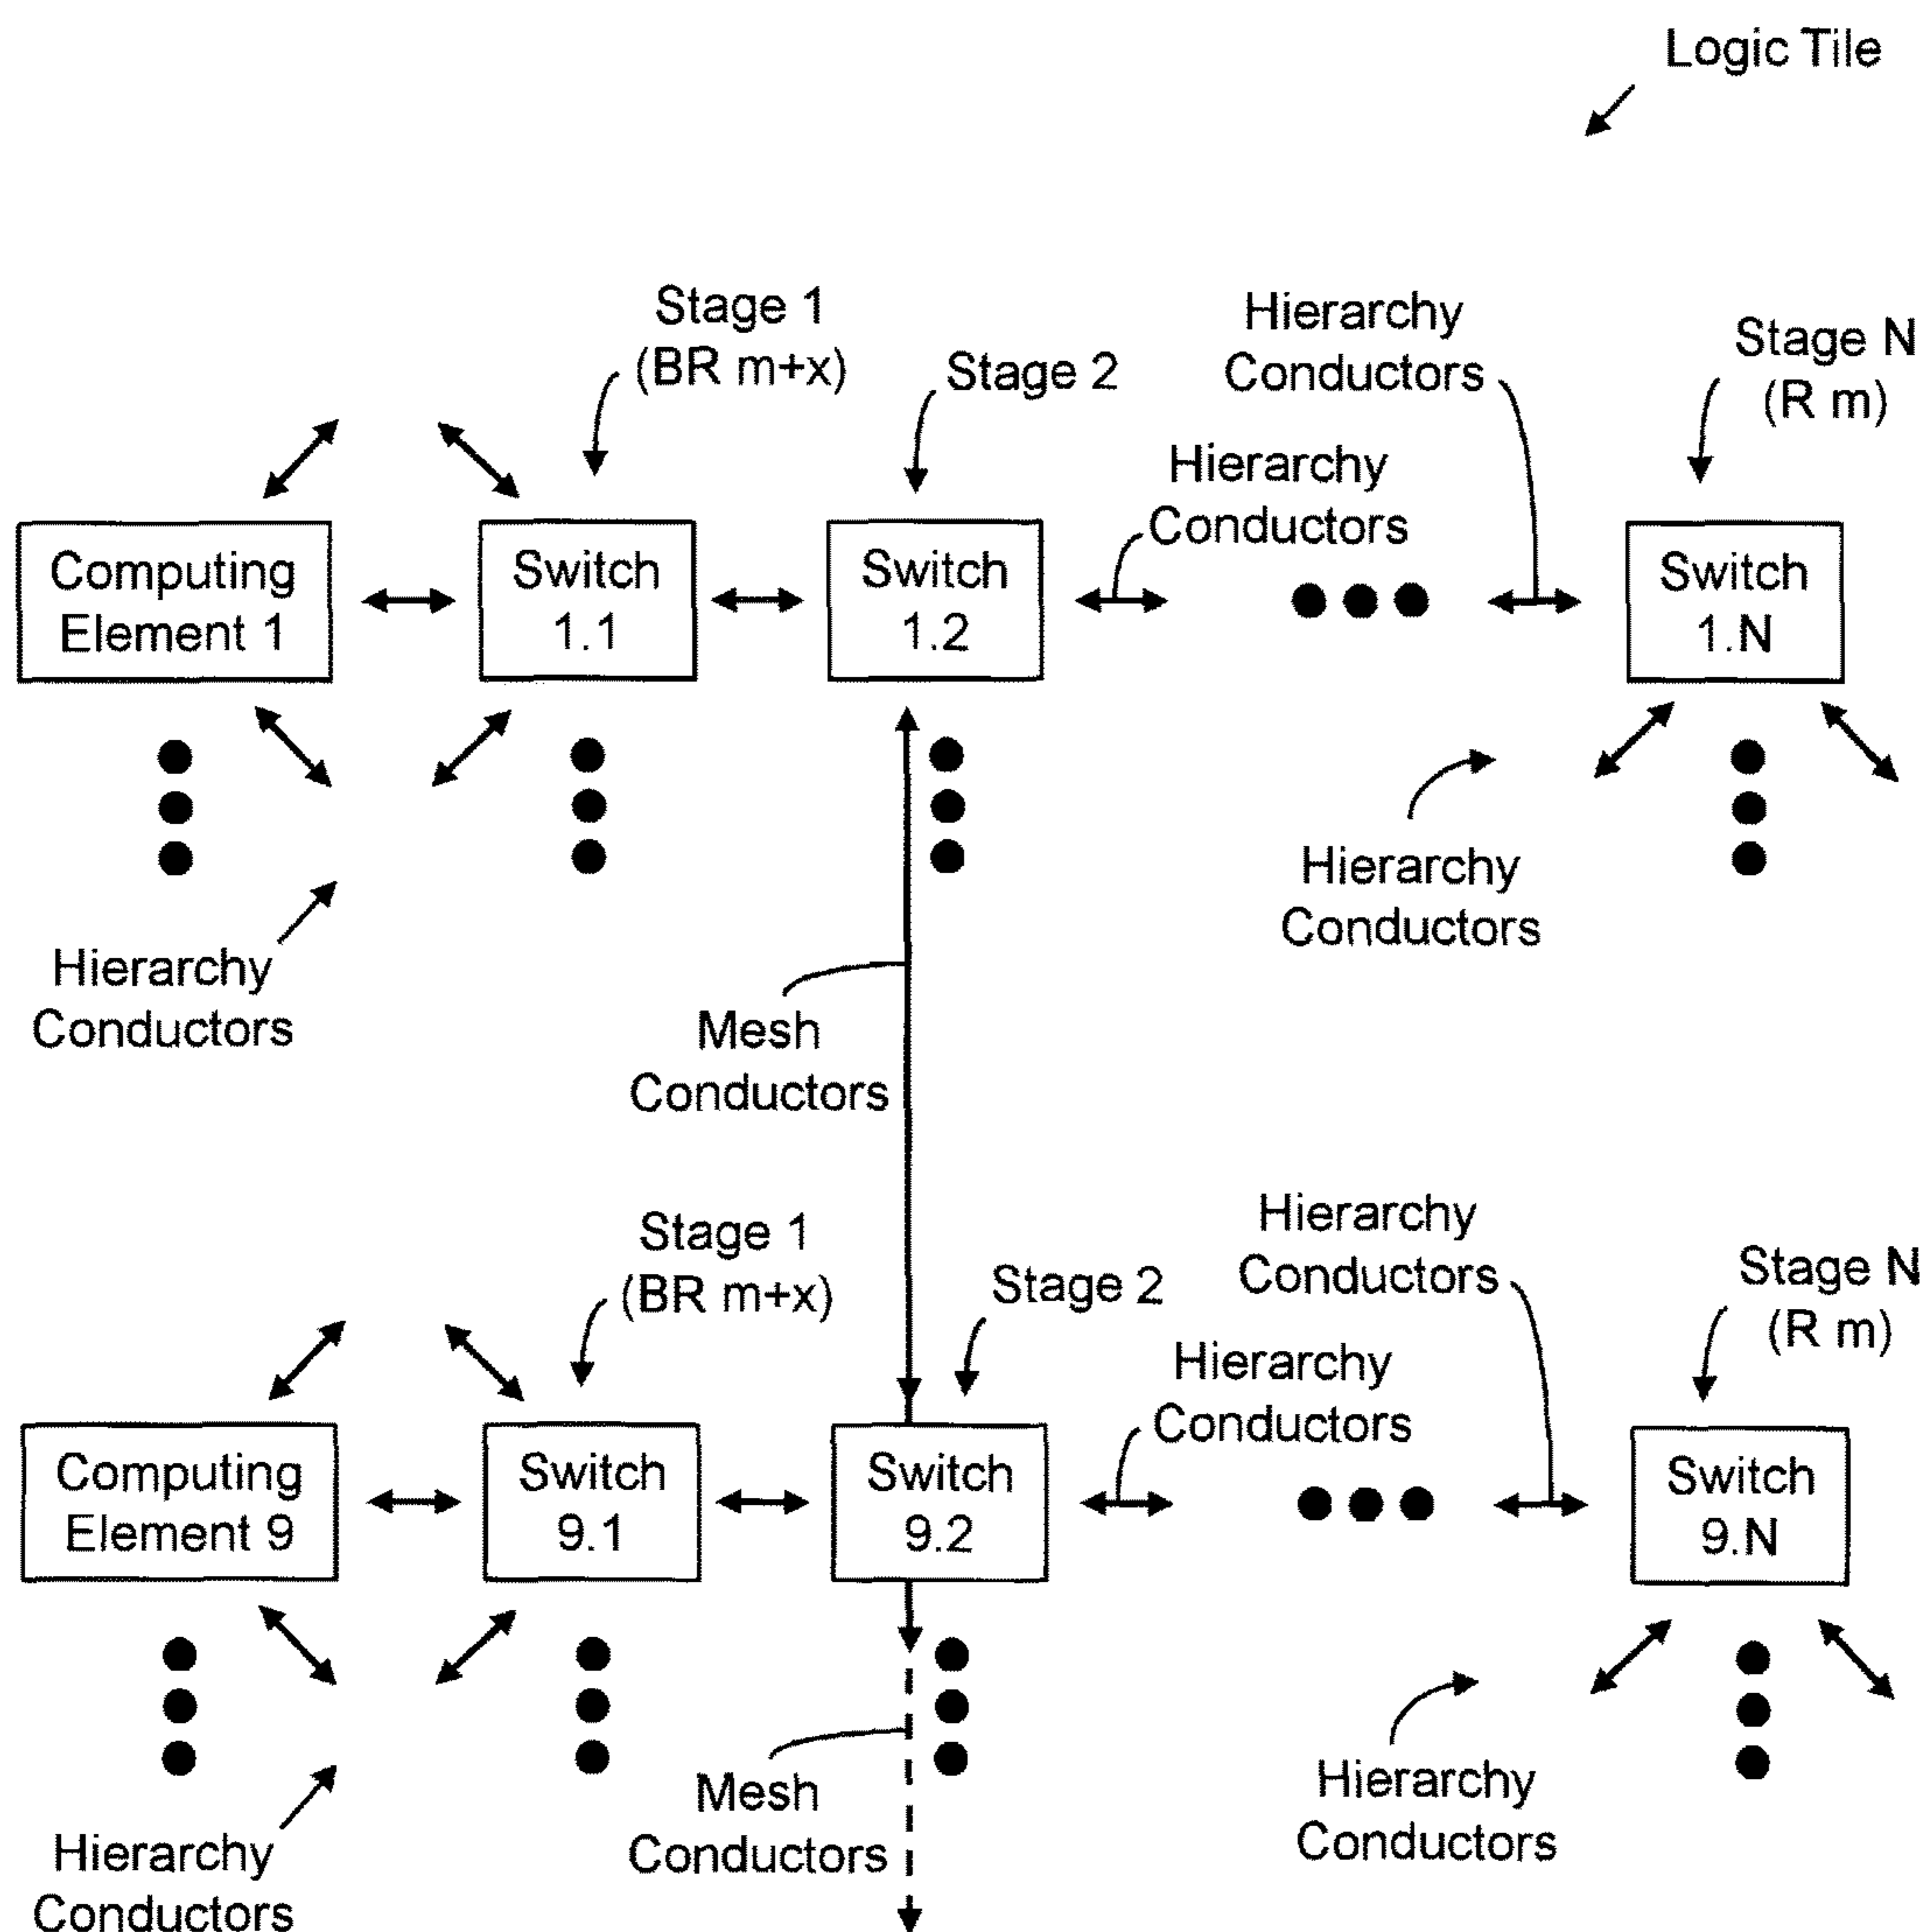 Logic Tile
Stage 1
(BR m+x)
Stage 2
Hierarchy
Conductors
Stage N
(R m)
Hierarchy
Conductors
Computing
Element 1
Switch
1.1
Switch
1.2
Switch
1.N
Hierarchy
Conductors
Hierarchy
Conductors
Mesh
Conductors
Stage 1
(BR m+x)
Stage 2
Hierarchy
Conductors
Stage N
(R m)
Hierarchy
Conductors
Computing
Element 9
Switch
9.1
Switch
9.2
Switch
9.N
Mesh
Conductors
Hierarchy
Conductors
Hierarchy
Conductors